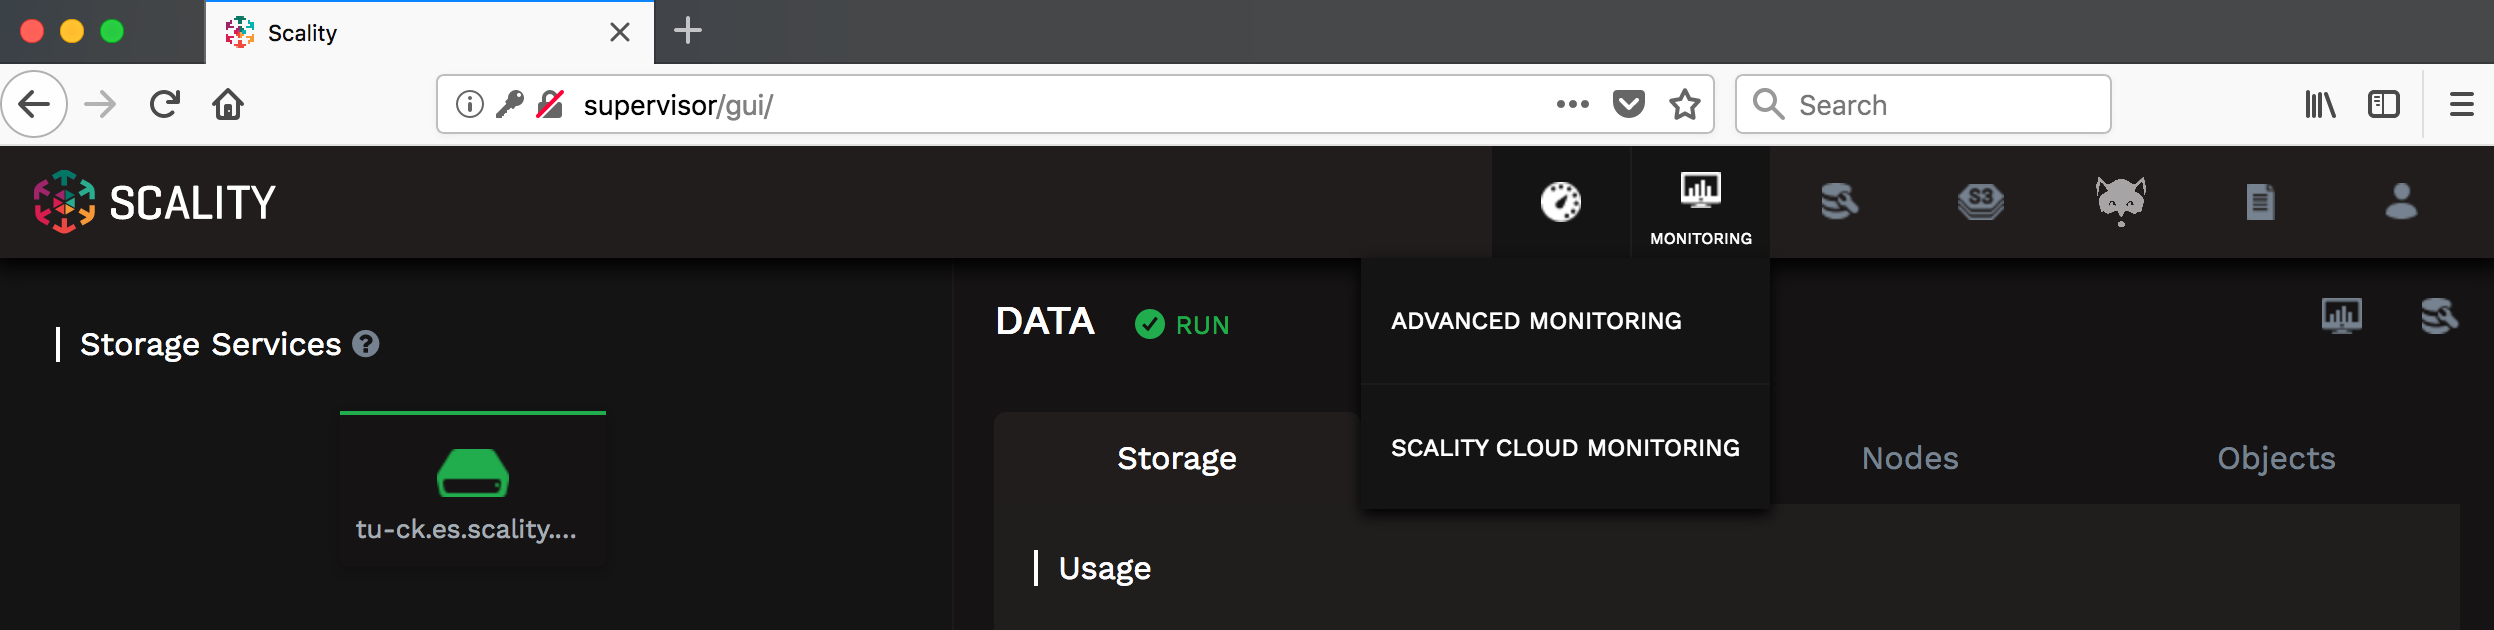 Scality
supervisor/gui/
Search
SCALITY
MONITORING
S3
ADVANCED MONITORING
SCALITY CLOUD MONITORING
Storage Services ?
tu-ck.es.scality....
DATA
RUN
Storage
Nodes
Objects
Usage